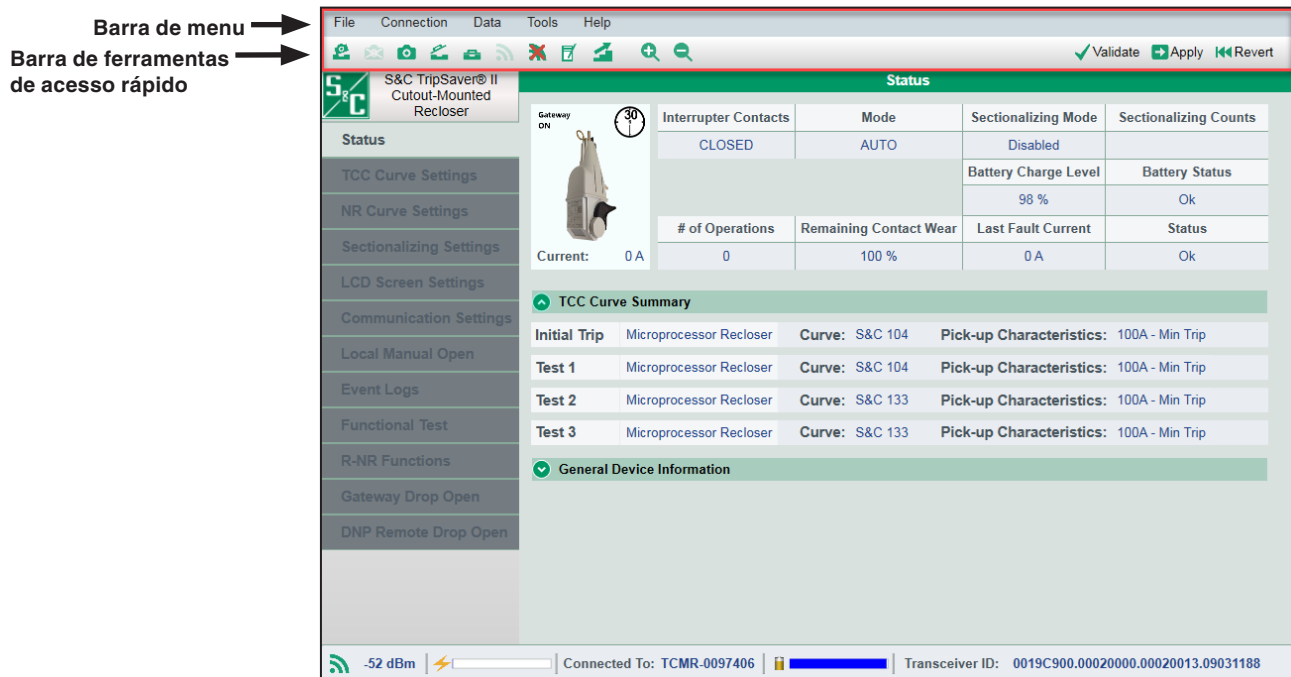 Barra de menu
Barra de ferramentas
de acesso rápido
File Connection Data Tools Help
Validate Apply Revert
S&C
S&C TripSaver® II
Cutout-Mounted
Recloser
Status
TCC Curve Settings
NR Curve Settings
Sectionalizing Settings
LCD Screen Settings
Communication Settings
Local Manual Open
Event Logs
Functional Test
R-NR Functions
Gateway Drop Open
DNP Remote Drop Open
Status
Gateway
ON
30
Current: 0 A
Interrupter Contacts Mode Sectionalizing Mode Sectionalizing Counts
CLOSED AUTO Disabled
Battery Charge Level Battery Status
98 % Ok
# of Operations Remaining Contact Wear Last Fault Current Status
0 100 % 0 A Ok
TCC Curve Summary
Initial Trip Microprocessor Recloser Curve: S&C 104 Pick-up Characteristics: 100A - Min Trip
Test 1 Microprocessor Recloser Curve: S&C 104 Pick-up Characteristics: 100A - Min Trip
Test 2 Microprocessor Recloser Curve: S&C 133 Pick-up Characteristics: 100A - Min Trip
Test 3 Microprocessor Recloser Curve: S&C 133 Pick-up Characteristics: 100A - Min Trip
General Device Information
-52 dBm Connected To: TCMR-0097406 Transceiver ID: 0019C900.00020000.00020013.09031188